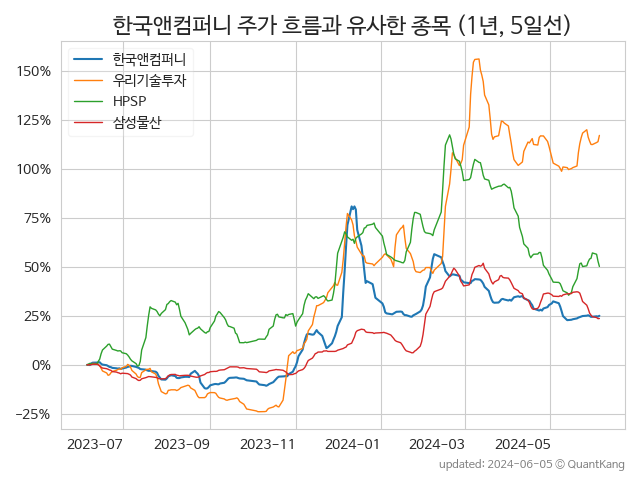 한국앤컴퍼니 주가 흐름과 유사한 종목 (1년, 5일선)
한국앤컴퍼니
우리기술투자
HPSP
삼성물산
150%
125%
100%
75%
50%
25%
0%
−25%
2023-07 2023-09 2023-11 2024-01 2024-03 2024-05
updated: 2024-06-05 ⓒ QuantKang